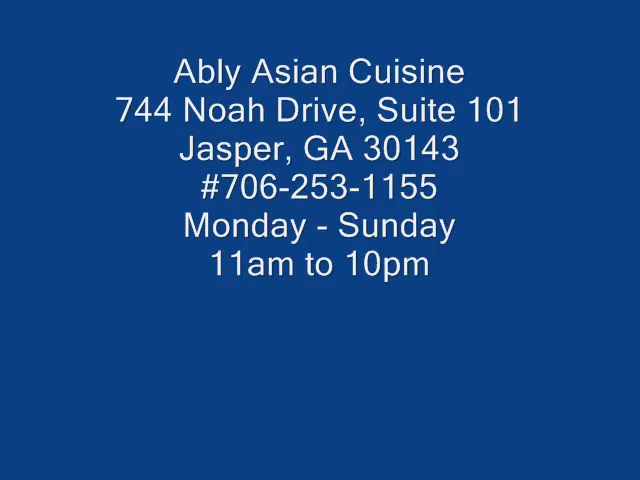 Ably Asian Cuisine
744 Noah Drive, Suite 101
Jasper, GA 30143
#706-253-1155
Monday - Sunday
11am to 10pm